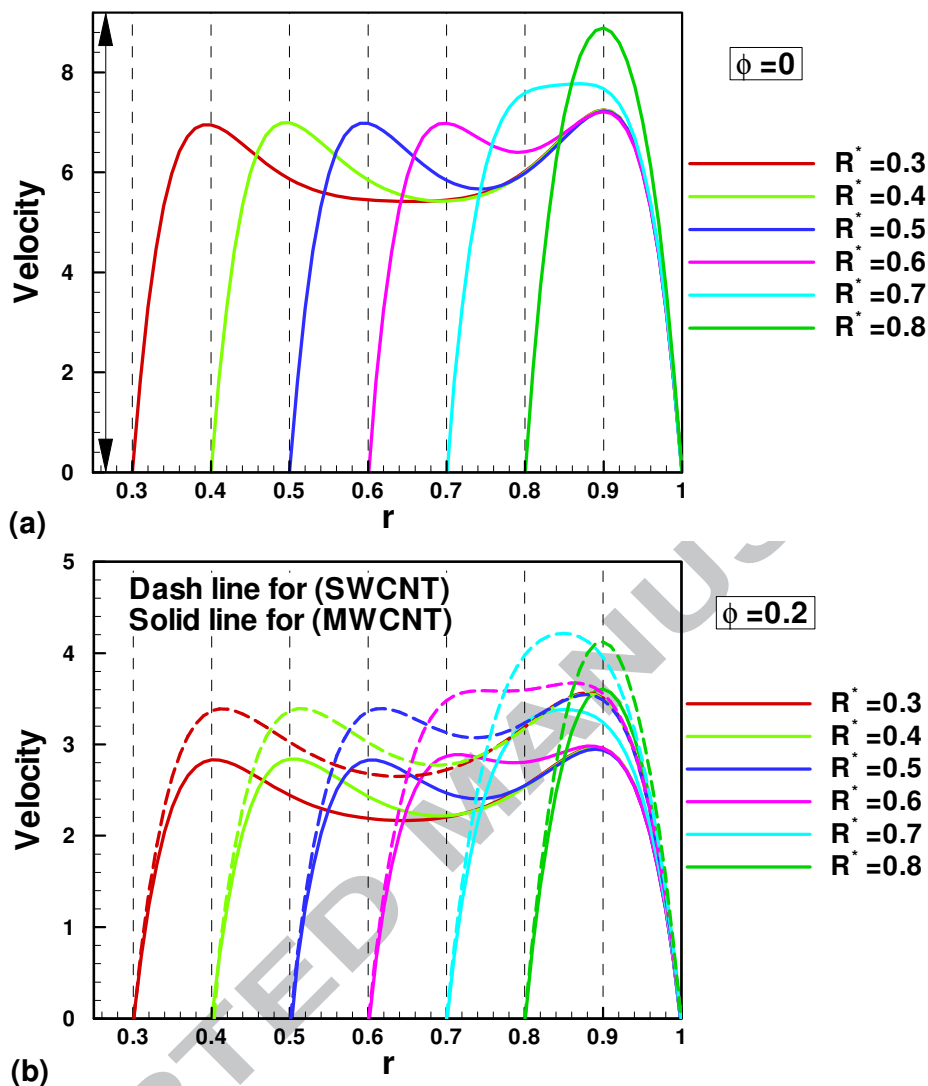 8
6
4
2
0
Velocity
0.3 0.4 0.5 0.6 0.7 0.8 0.9 1
r
(a)
ϕ =0
R* =0.3
R* =0.4
R* =0.5
R* =0.6
R* =0.7
R* =0.8
5
4
3
2
1
0
Velocity
Dash line for (SWCNT)
Solid line for (MWCNT)
0.3 0.4 0.5 0.6 0.7 0.8 0.9 1
r
(b)
ϕ =0.2
R* =0.3
R* =0.4
R* =0.5
R* =0.6
R* =0.7
R* =0.8
RTED MANUS